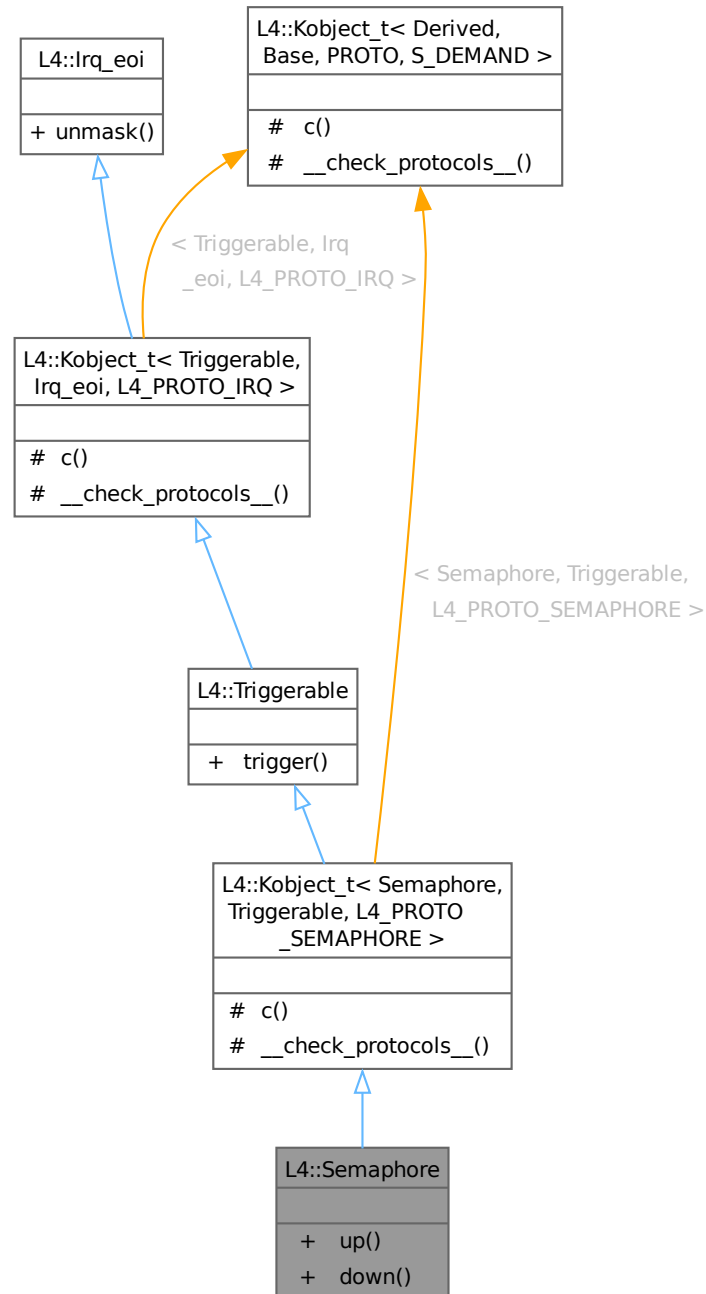 L4::Irq_eoi
+ unmask()
L4::Kobject_t< Derived,
Base, PROTO, S_DEMAND >
# c()
# __check_protocols__()
< Triggerable, Irq
_eoi, L4_PROTO_IRQ >
L4::Kobject_t< Triggerable,
Irq_eoi, L4_PROTO_IRQ >
# c()
# __check_protocols__()
< Semaphore, Triggerable,
L4_PROTO_SEMAPHORE >
L4::Triggerable
+ trigger()
L4::Kobject_t< Semaphore,
Triggerable, L4_PROTO
_SEMAPHORE >
# c()
# __check_protocols__()
L4::Semaphore
+ up()
+ down()